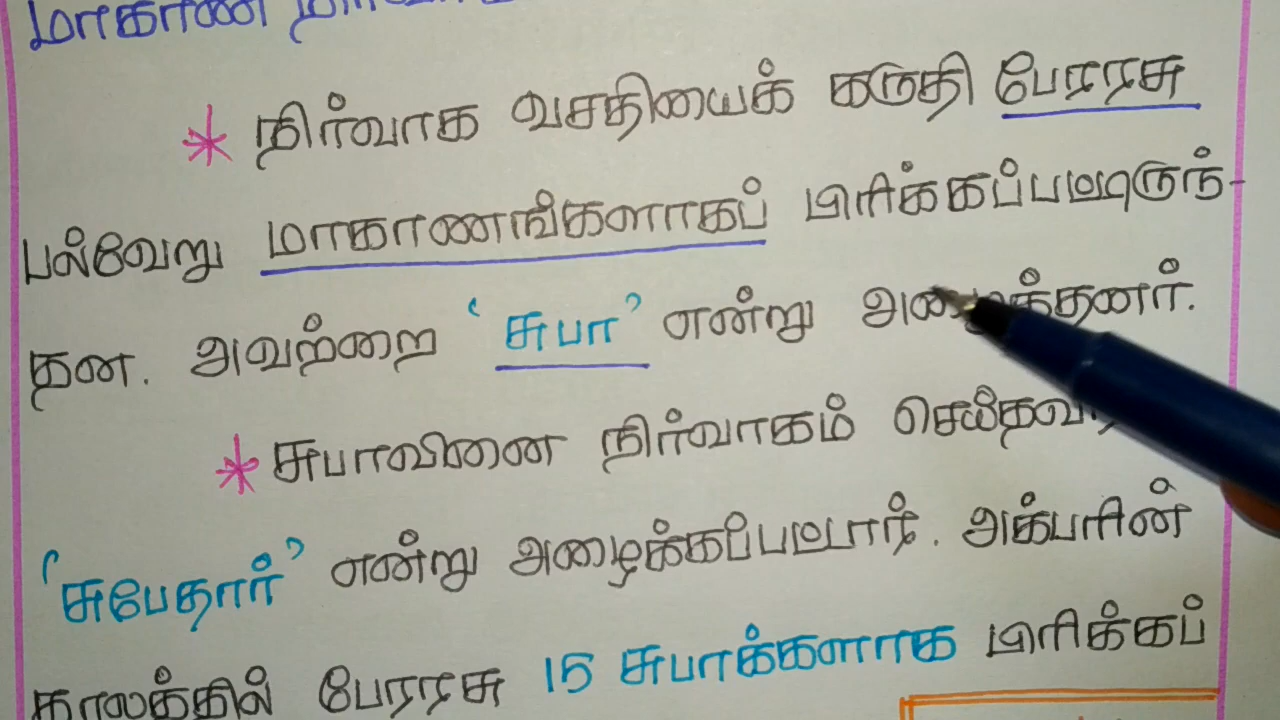 மாகாண
* நிர்வாக வசதியைக் கருதி பேரரசு
பல்வேறு மாகாணங்களாகப் பிரிக்கப்பட்டிருந்-
தன. அவற்றை 'சுபா' என்று அழைத்தனர்.
* சுபாவினை நிர்வாகம்
'சுபேதார்' என்று அழைக்கப்பட்டார். அக்பரின்
காலத்தில் பேரரசு 15 சுபாக்களாக பிரிக்கப்